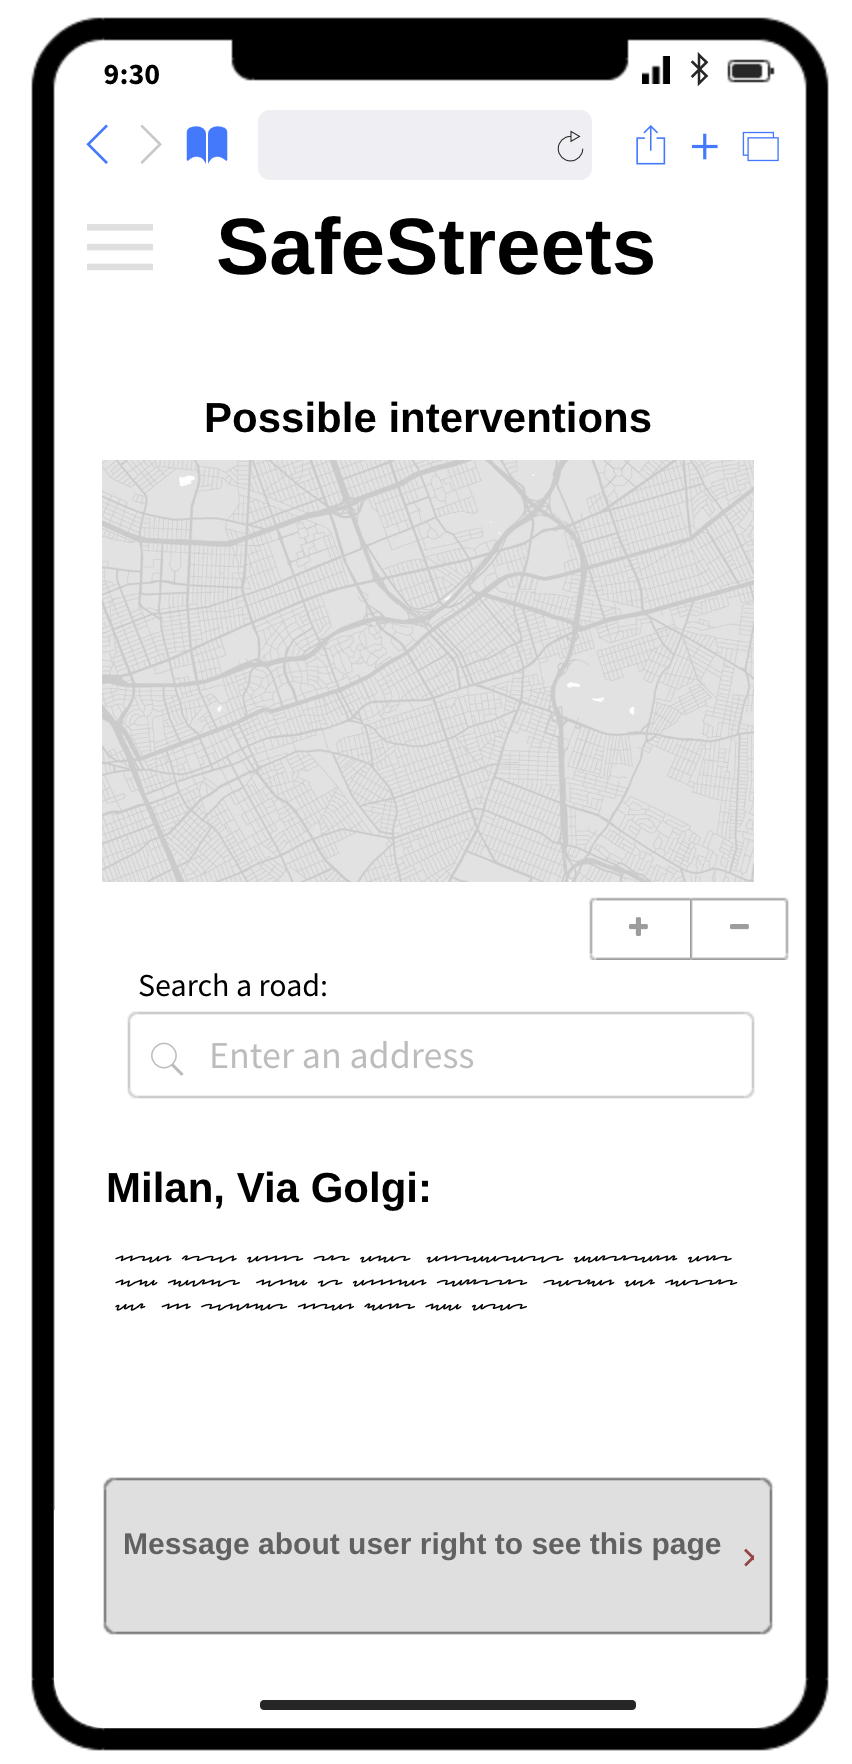 9:30
SafeStreets
Possible interventions
Search a road:
Enter an address
Milan, Via Golgi:
Message about user right to see this page